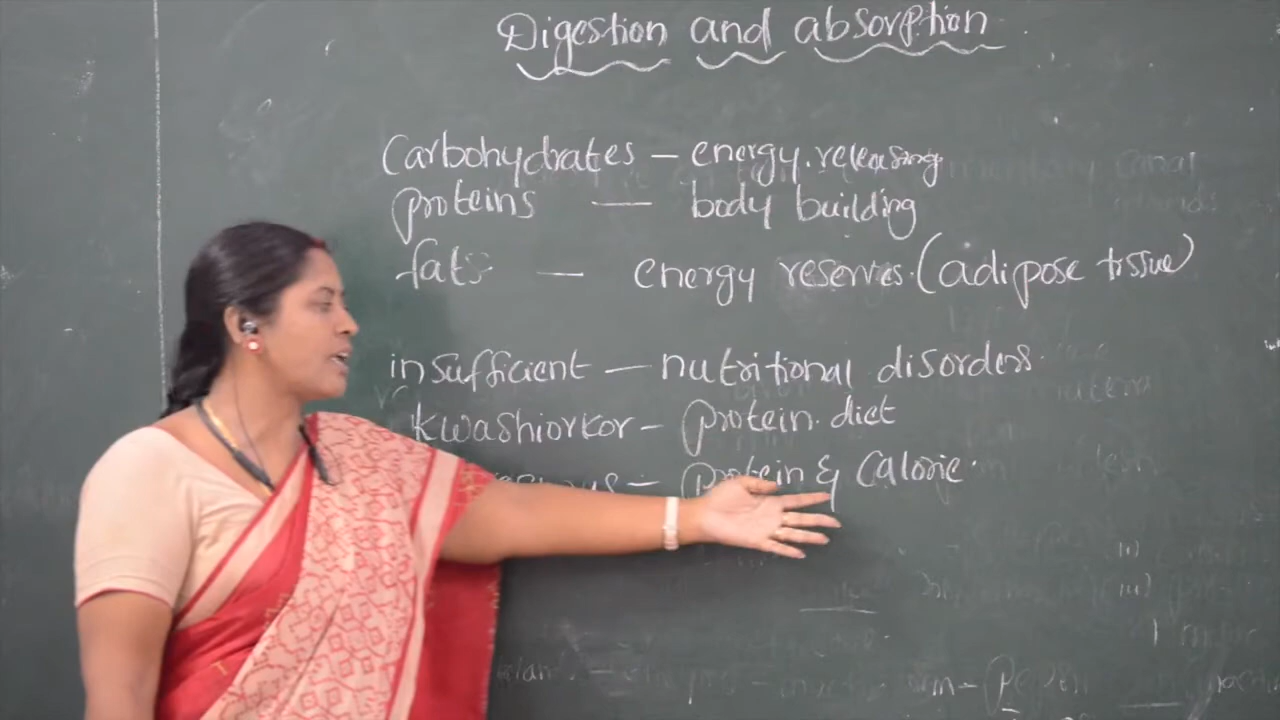 Digestion and absorption
Carbohydrates – energy releasing
proteins — body building
fats — energy reserves (adipose tissue)
insufficient — nutritional disorders
kwashiorkor – protein diet
– protein & Calorie